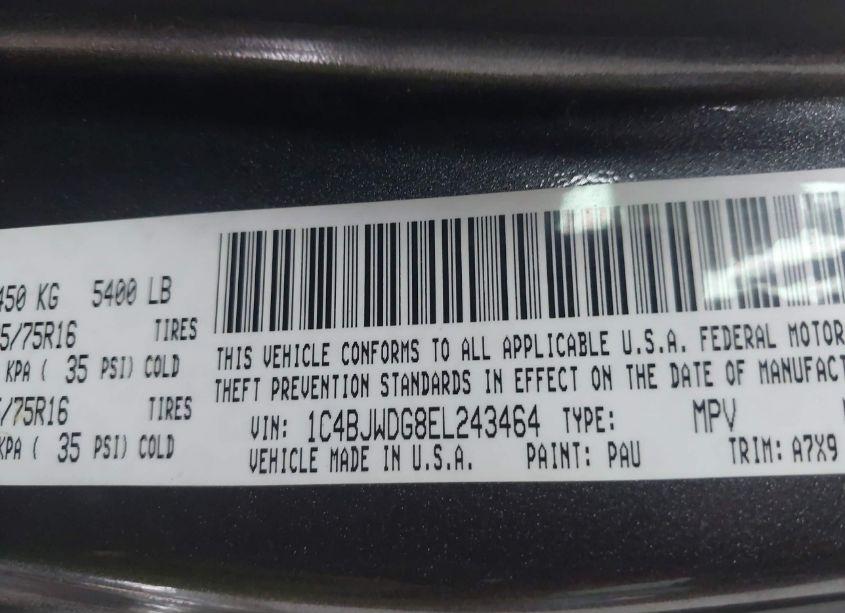 450 KG 5400 LB
5/75R16 TIRES
KPA ( 35 PSI) COLD
/75R16 TIRES
KPA ( 35 PSI) COLD
THIS VEHICLE CONFORMS TO ALL APPLICABLE U.S.A. FEDERAL MOTOR
THEFT PREVENTION STANDARDS IN EFFECT ON THE DATE OF MANUFACT
VIN: 1C4BJWDG8EL243464 TYPE: MPV
VEHICLE MADE IN U.S.A. PAINT: PAU TRIM: A7X9